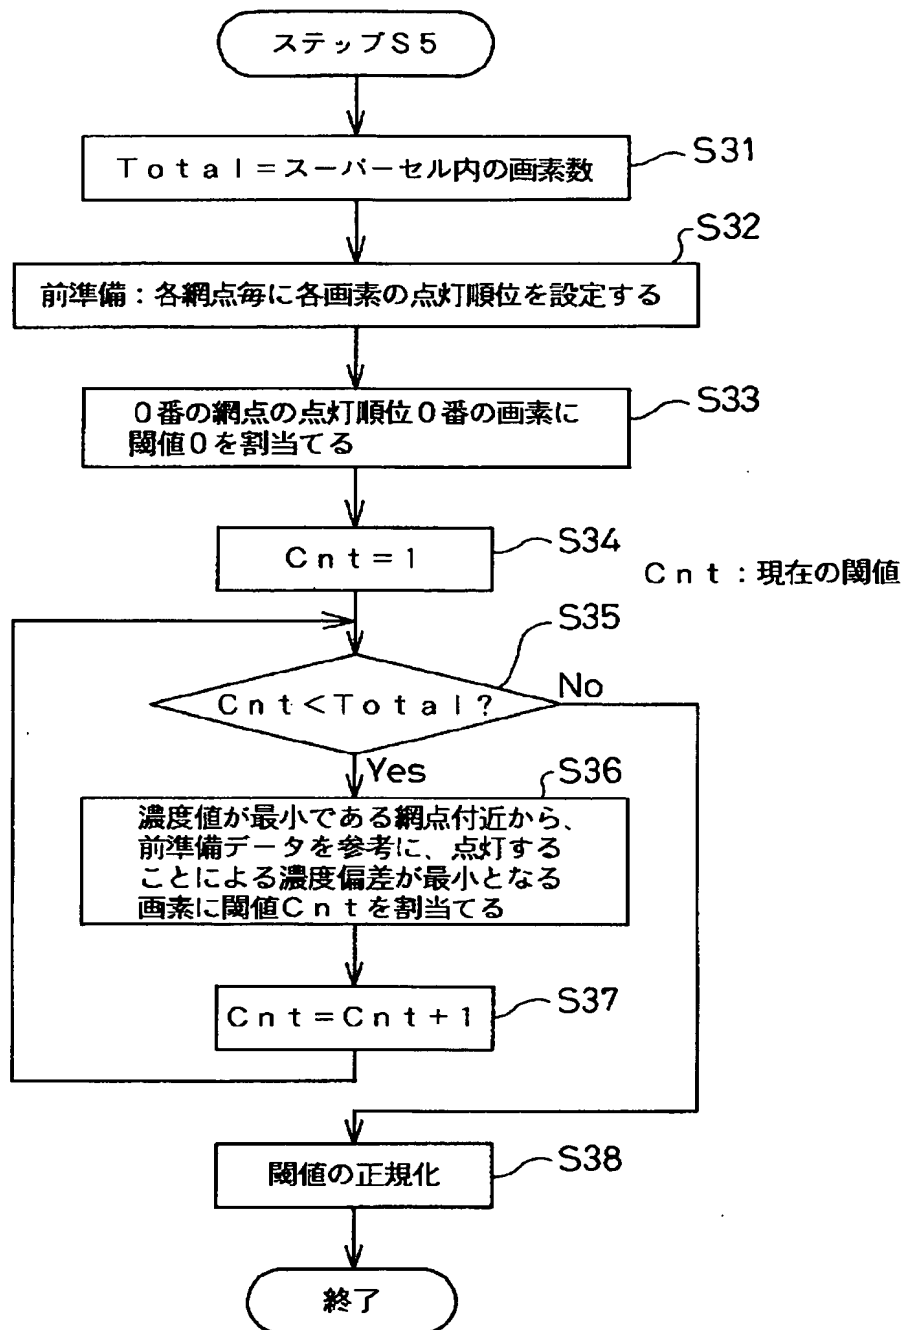 ステップS5
S31
Total=スーパーセル内の画素数
S32
前準備:各網点毎に各画素の点灯順位を設定する
S33
0番の網点の点灯順位0番の画素に
閾値0を割当てる
S34
Cnt=1
Cnt:現在の閾値
S35
Cnt<Total?
No
Yes
S36
濃度値が最小である網点付近から、
前準備データを参考に、点灯する
ことによる濃度偏差が最小となる
画素に閾値Cntを割当てる
S37
Cnt=Cnt+1
S38
閾値の正規化
終了